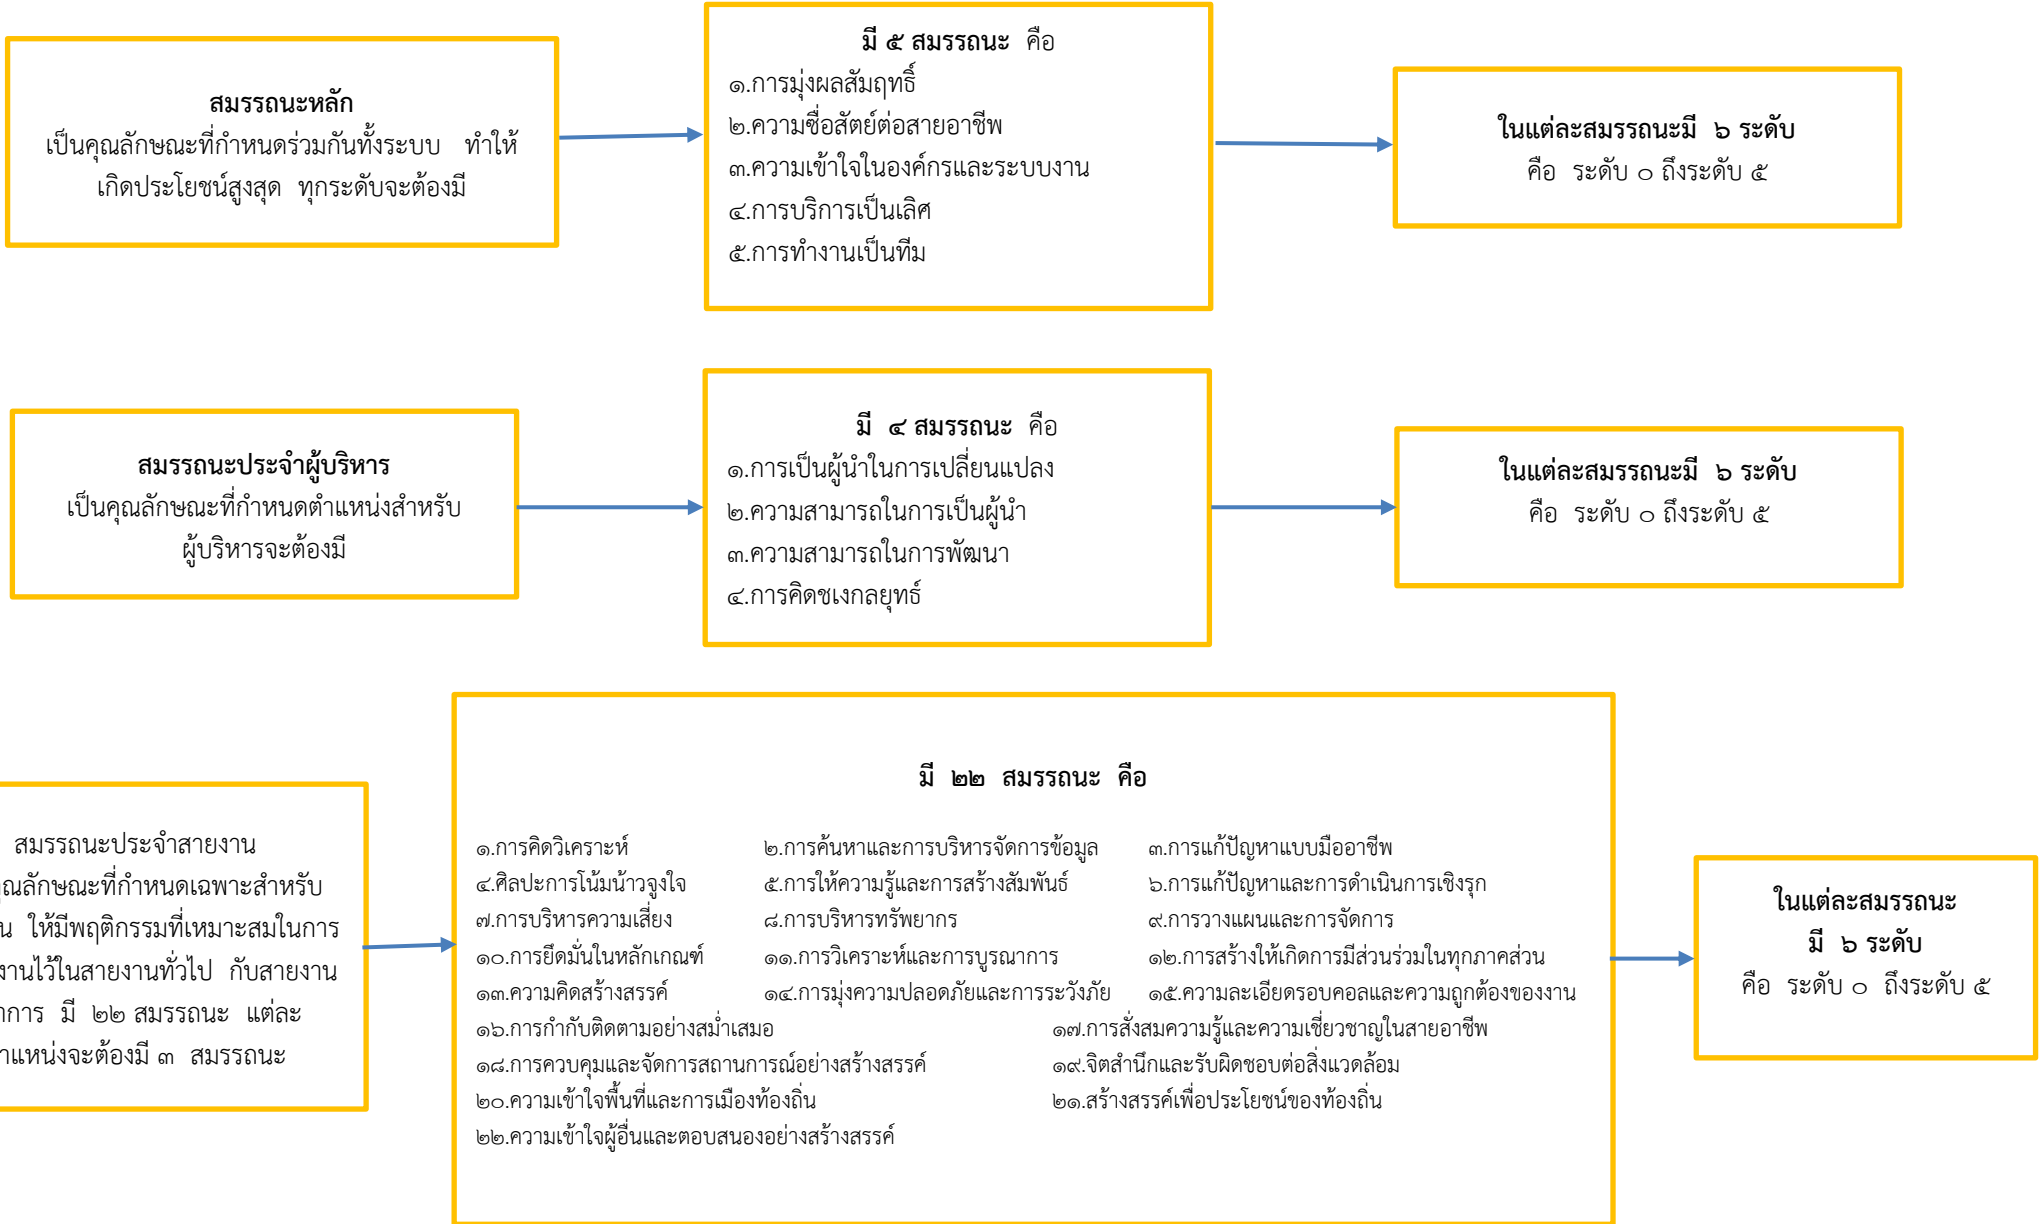 สมรรถนะหลัก
เป็นคุณลักษณะที่กำหนดร่วมกันทั้งระบบ ทำให้
เกิดประโยชน์สูงสุด ทุกระดับจะต้องมี
มี ๕ สมรรถนะ คือ
๑.การมุ่งผลสัมฤทธิ์
๒.ความซื่อสัตย์ต่อสายอาชีพ
๓.ความเข้าใจในองค์กรและระบบงาน
๔.การบริการเป็นเลิศ
๕.การทำงานเป็นทีม
ในแต่ละสมรรถนะมี ๖ ระดับ
คือ ระดับ ๐ ถึงระดับ ๕
สมรรถนะประจำผู้บริหาร
เป็นคุณลักษณะที่กำหนดตำแหน่งสำหรับ
ผู้บริหารจะต้องมี
มี ๔ สมรรถนะ คือ
๑.การเป็นผู้นำในการเปลี่ยนแปลง
๒.ความสามารถในการเป็นผู้นำ
๓.ความสามารถในการพัฒนา
๔.การคิดชเงกลยุทธ์
ในแต่ละสมรรถนะมี ๖ ระดับ
คือ ระดับ ๐ ถึงระดับ ๕
สมรรถนะประจำสายงาน
ณลักษณะที่กำหนดเฉพาะสำหรับ
น ให้มีพฤติกรรมที่เหมาะสมในการ
งานไว้ในสายงานทั่วไป กับสายงาน
าการ มี ๒๒ สมรรถนะ แต่ละ
าแหน่งจะต้องมี ๓ สมรรถนะ
มี ๒๒ สมรรถนะ คือ
๑.การคิดวิเคราะห์ ๒.การค้นหาและการบริหารจัดการข้อมูล ๓.การแก้ปัญหาแบบมืออาชีพ
๔.ศิลปะการโน้มน้าวจูงใจ ๕.การให้ความรู้และการสร้างสัมพันธ์ ๖.การแก้ปัญหาและการดำเนินการเชิงรุก
๗.การบริหารความเสี่ยง ๘.การบริหารทรัพยากร ๙.การวางแผนและการจัดการ
๑๐.การยึดมั่นในหลักเกณฑ์ ๑๑.การวิเคราะห์และการบูรณาการ ๑๒.การสร้างให้เกิดการมีส่วนร่วมในทุกภาคส่วน
๑๓.ความคิดสร้างสรรค์ ๑๔.การมุ่งความปลอดภัยและการระวังภัย ๑๕.ความละเอียดรอบคอลและความถูกต้องของงาน
๑๖.การกำกับติดตามอย่างสม่ำเสมอ ๑๗.การสั่งสมความรู้และความเชี่ยวชาญในสายอาชีพ
๑๘.การควบคุมและจัดการสถานการณ์อย่างสร้างสรรค์ ๑๙.จิตสำนึกและรับผิดชอบต่อสิ่งแวดล้อม
๒๐.ความเข้าใจพื้นที่และการเมืองท้องถิ่น ๒๑.สร้างสรรค์เพื่อประโยชน์ของท้องถิ่น
๒๒.ความเข้าใจผู้อื่นและตอบสนองอย่างสร้างสรรค์
ในแต่ละสมรรถนะ
มี ๖ ระดับ
คือ ระดับ ๐ ถึงระดับ ๕